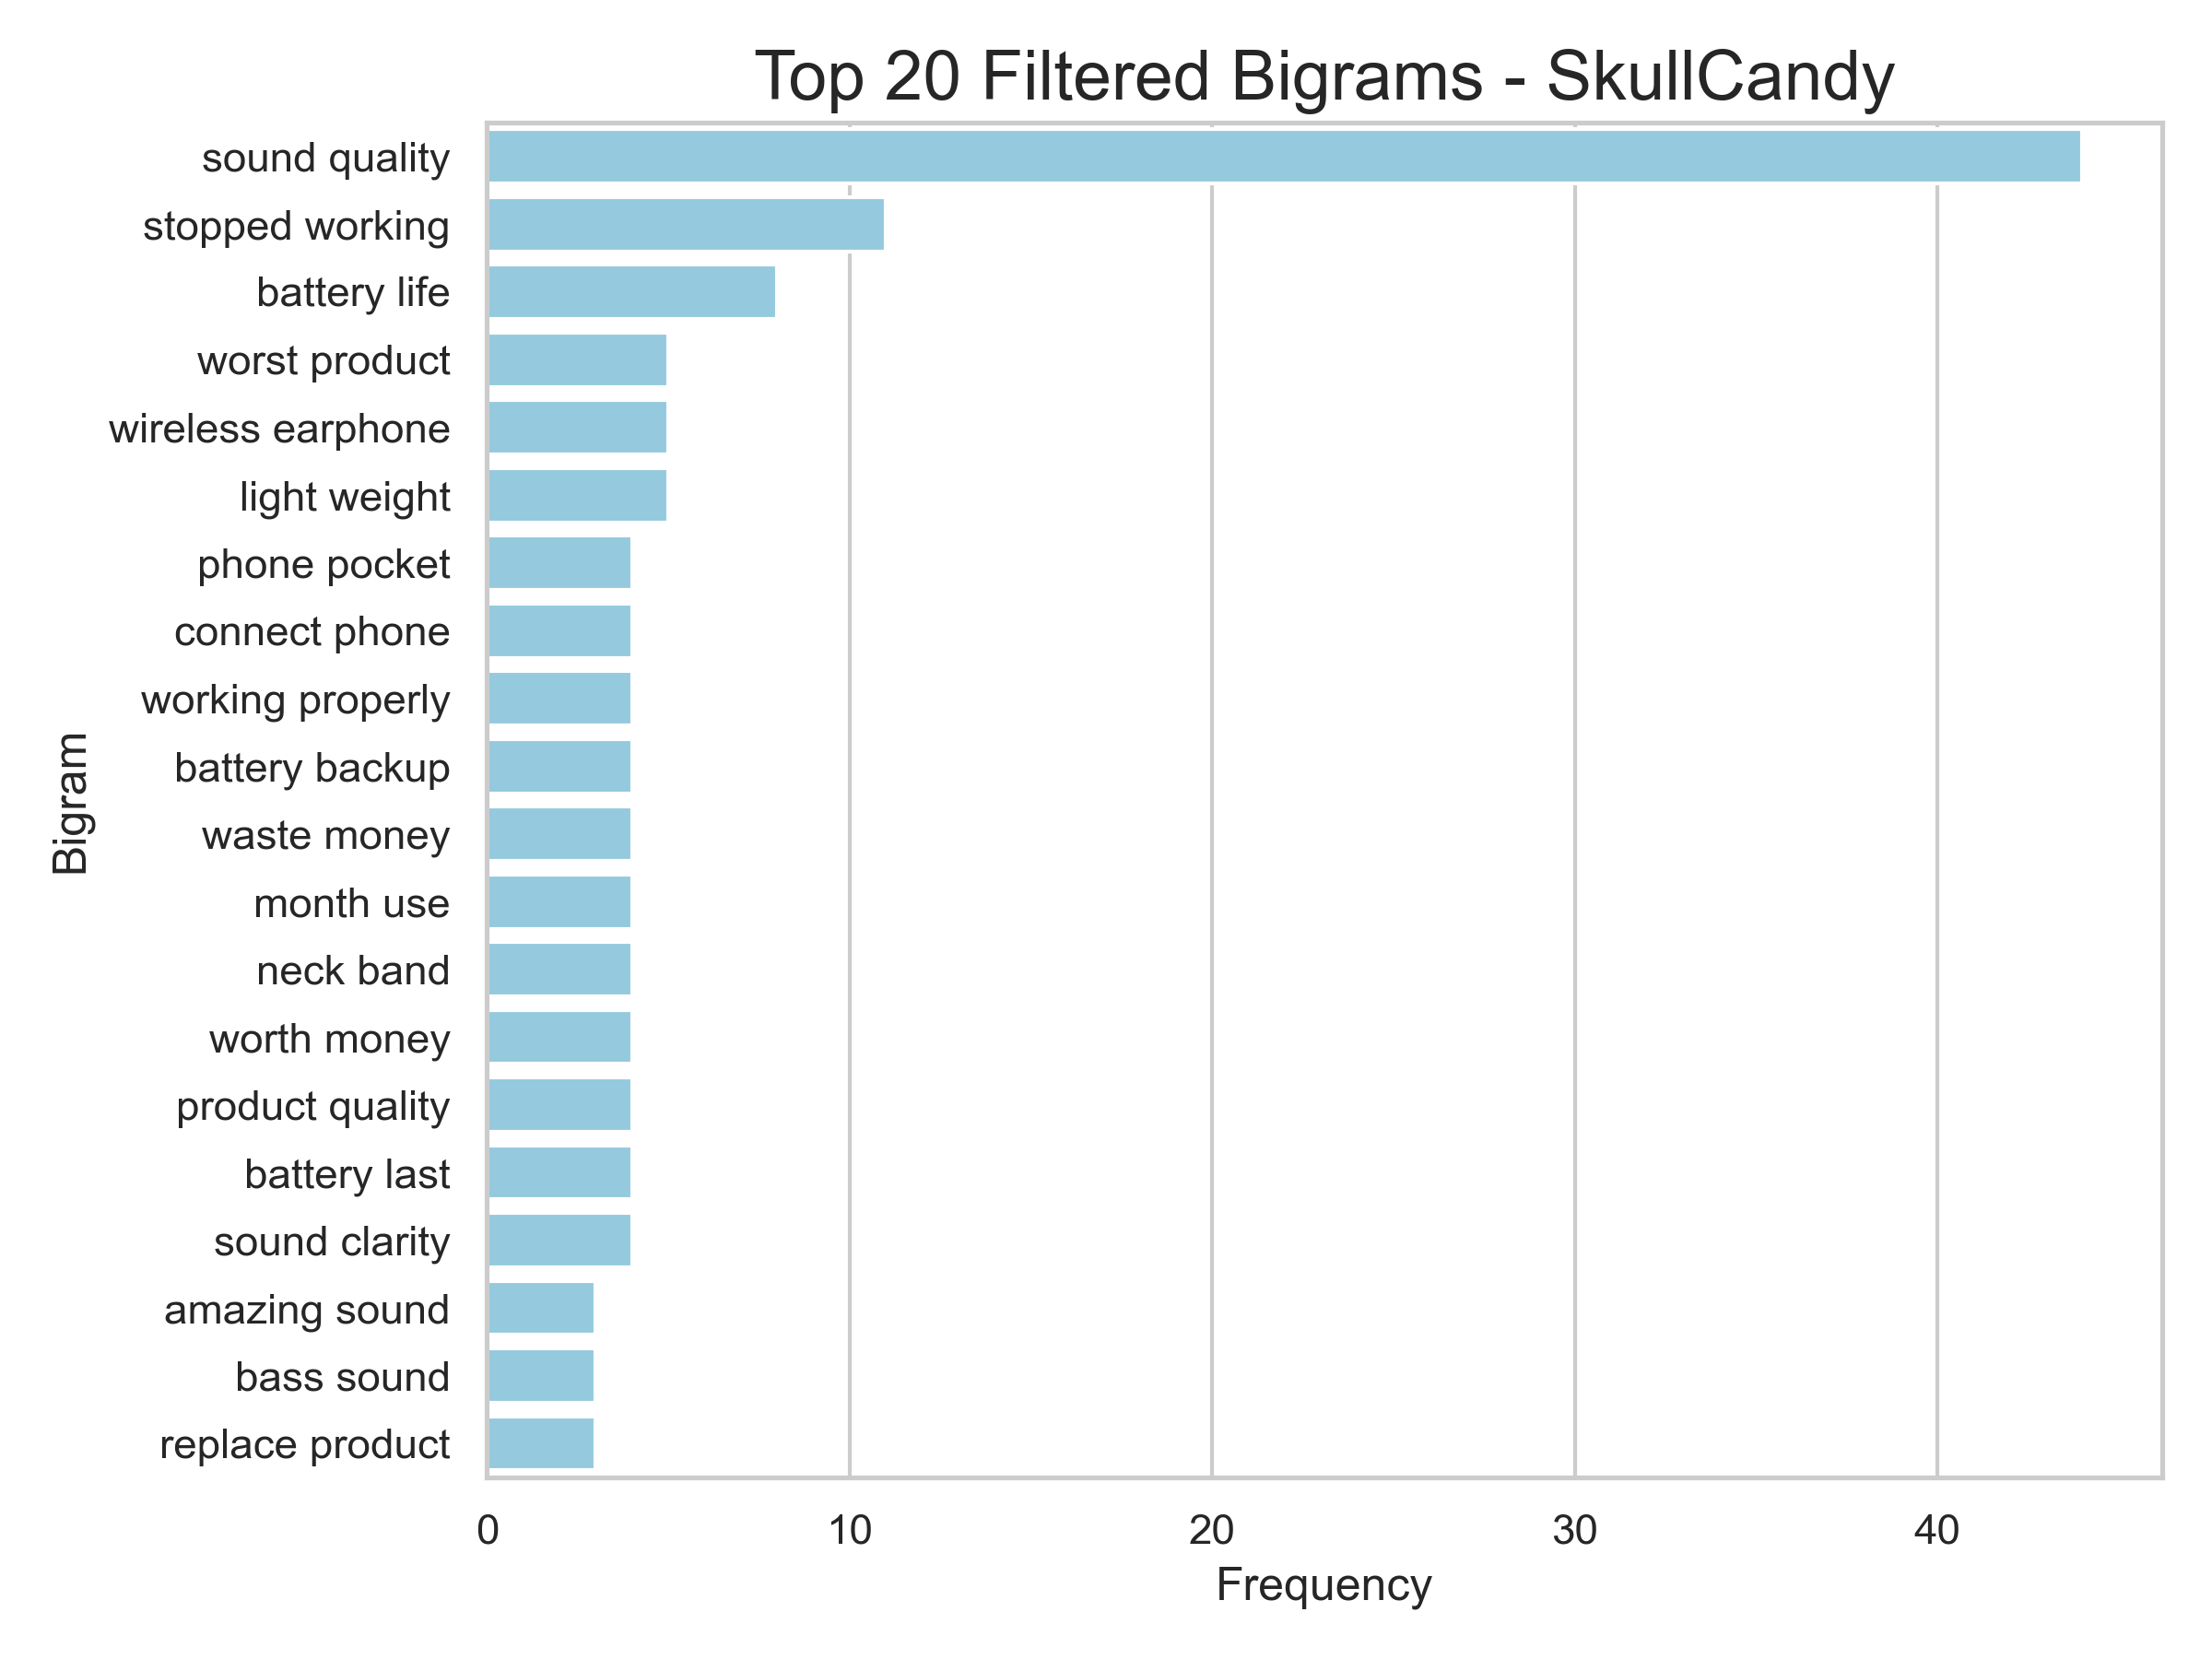 Top 20 Filtered Bigrams - SkullCandy
sound quality
stopped working
battery life
worst product
wireless earphone
light weight
phone pocket
connect phone
working properly
battery backup
waste money
month use
neck band
worth money
product quality
battery last
sound clarity
amazing sound
bass sound
replace product
Bigram
0 10 20 30 40
Frequency